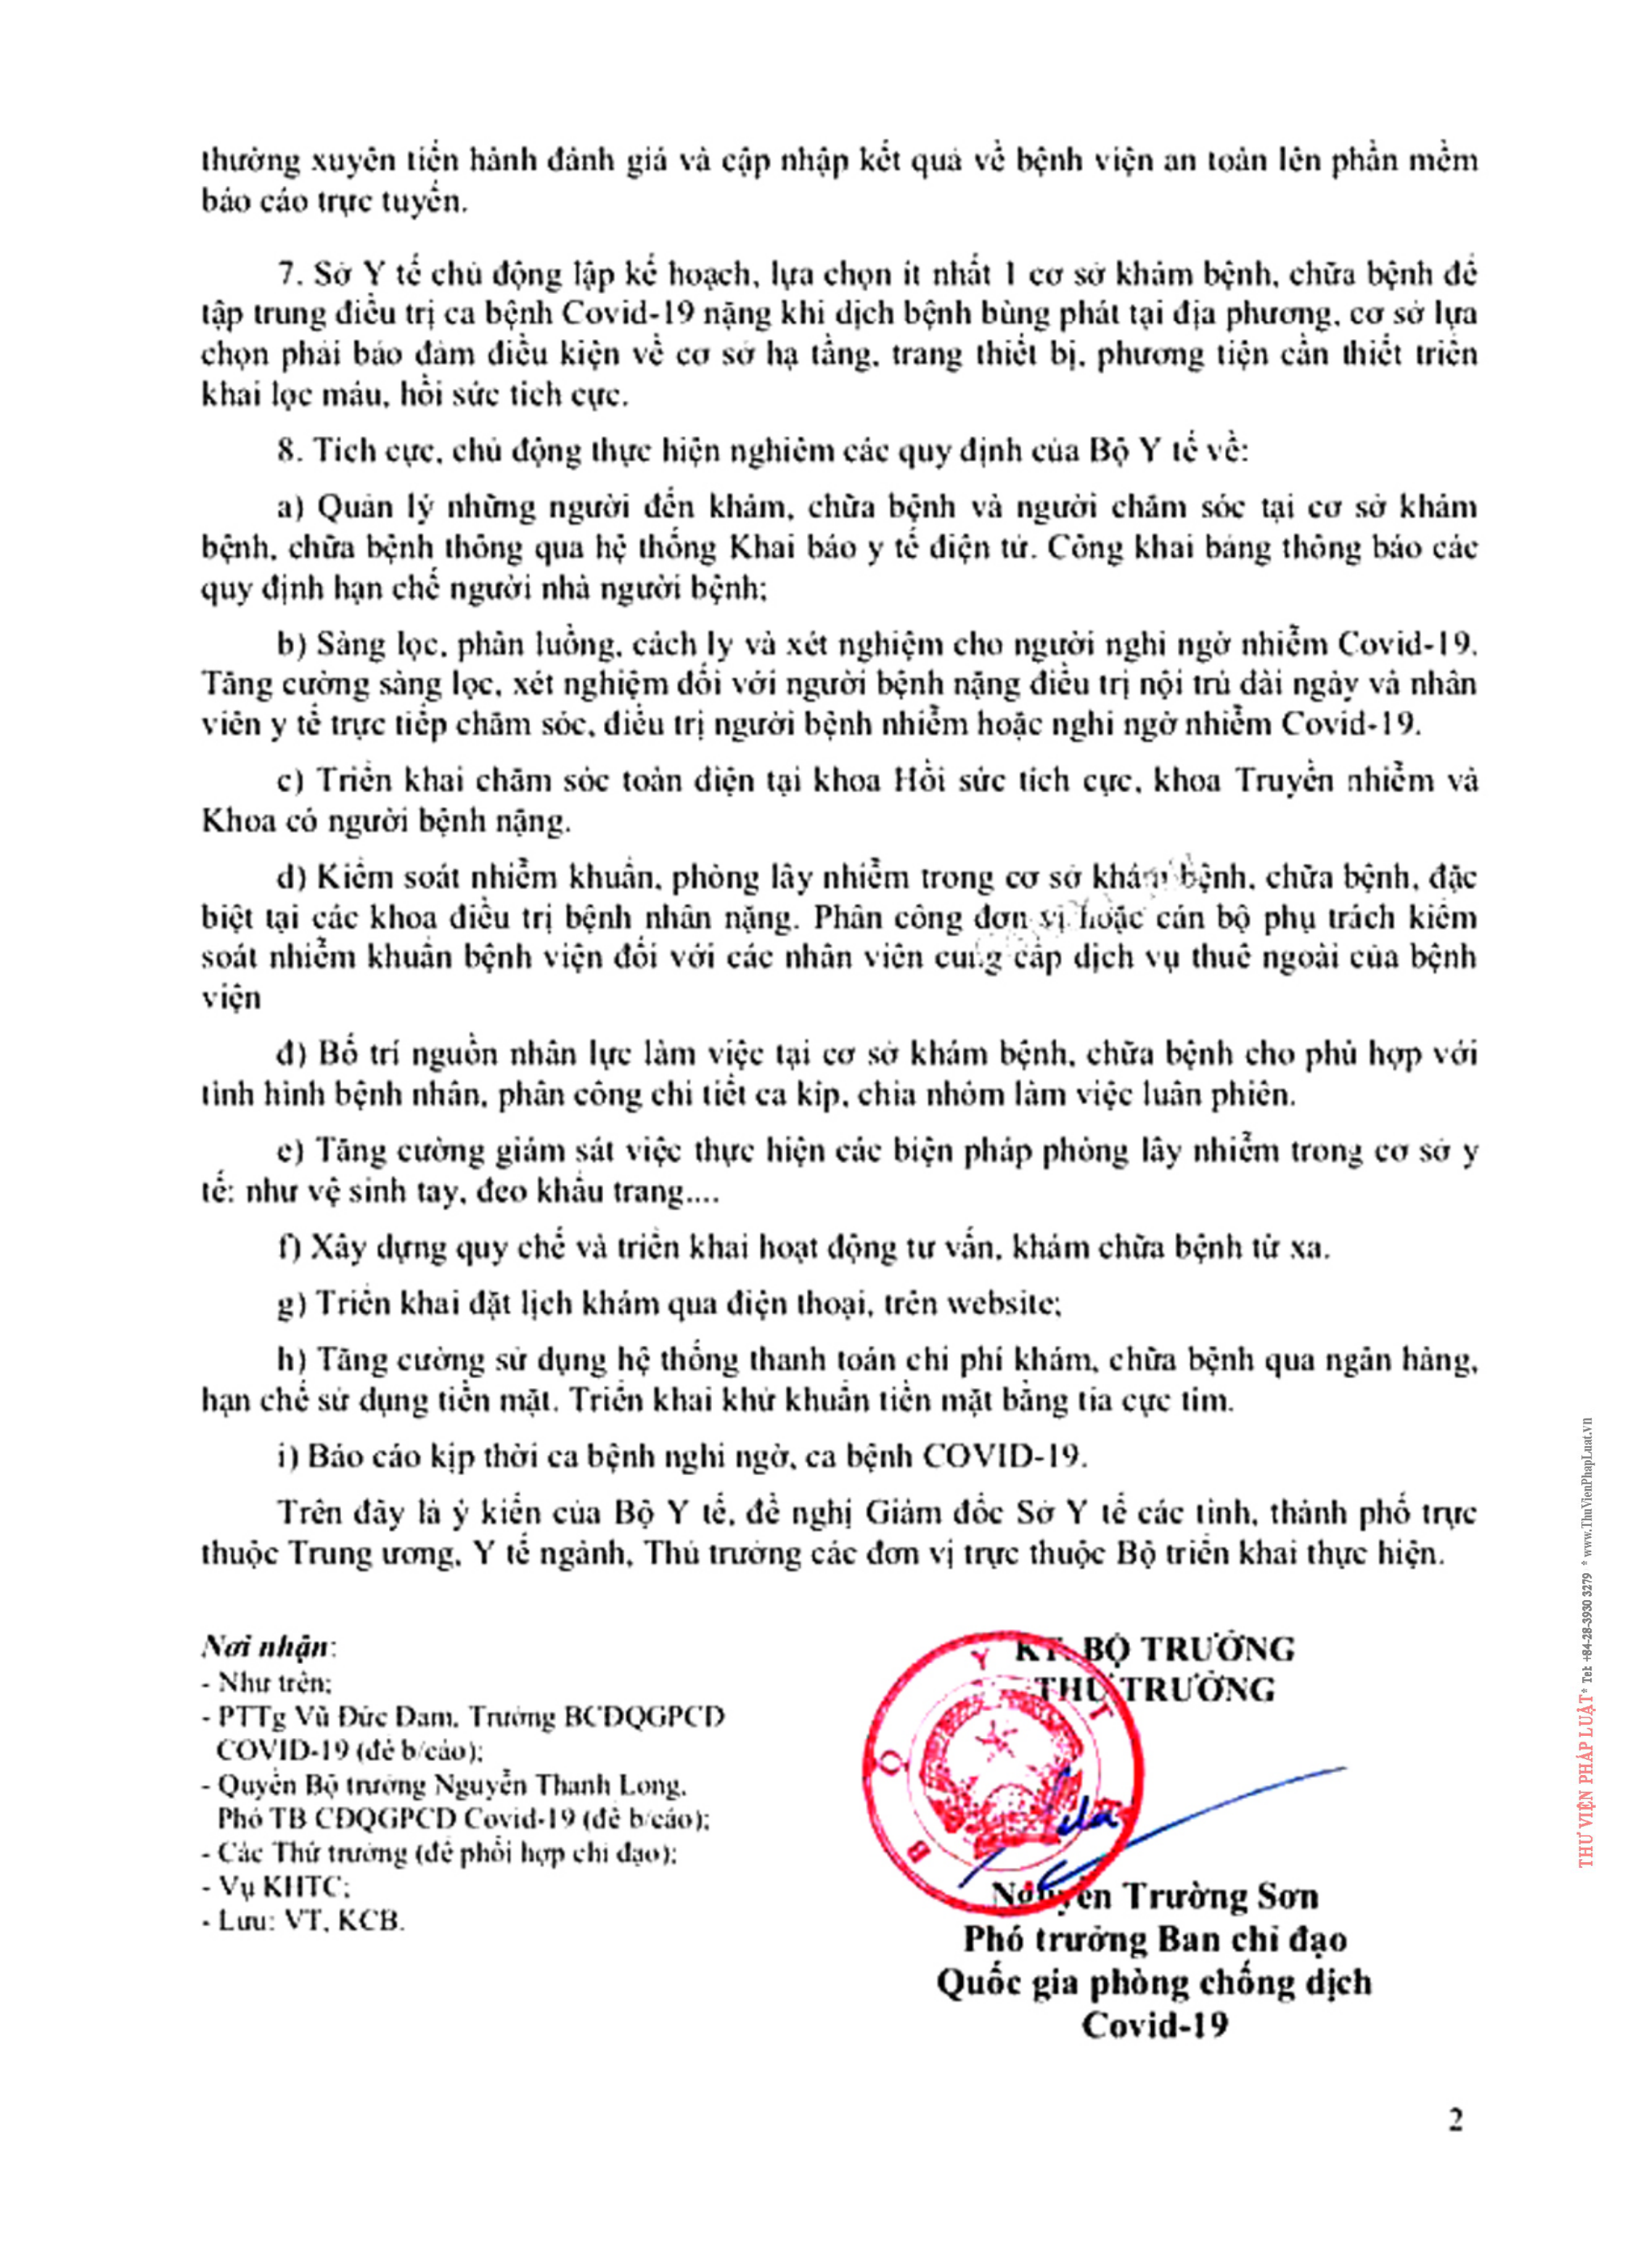 thường xuyên tiến hành đánh giá và cập nhập kết quả về bệnh viện an toàn lên phần mềm
báo cáo trực tuyến.
7. Sở Y tế chủ động lập kế hoạch, lựa chọn ít nhất 1 cơ sở khám bệnh, chữa bệnh để
tập trung điều trị ca bệnh Covid-19 nặng khi dịch bệnh bùng phát tại địa phương, cơ sở lựa
chọn phải bảo đảm điều kiện về cơ sở hạ tầng, trang thiết bị, phương tiện cần thiết triển
khai lọc máu, hồi sức tích cực.
8. Tích cực, chủ động thực hiện nghiêm các quy định của Bộ Y tế về:
a) Quản lý những người đến khám, chữa bệnh và người chăm sóc tại cơ sở khám
bệnh, chữa bệnh thông qua hệ thống Khai báo y tế điện tử. Công khai bảng thông báo các
quy định hạn chế người nhà người bệnh;
b) Sàng lọc, phân luồng, cách ly và xét nghiệm cho người nghi ngờ nhiễm Covid-19.
Tăng cường sàng lọc, xét nghiệm đối với người bệnh nặng điều trị nội trú dài ngày và nhân
viên y tế trực tiếp chăm sóc, điều trị người bệnh nhiễm hoặc nghi ngờ nhiễm Covid-19.
c) Triển khai chăm sóc toàn diện tại khoa Hồi sức tích cực, khoa Truyền nhiễm và
Khoa có người bệnh nặng.
d) Kiểm soát nhiễm khuẩn, phòng lây nhiễm trong cơ sở khám bệnh, chữa bệnh, đặc
biệt tại các khoa điều trị bệnh nhân nặng. Phân công đơn vị hoặc cán bộ phụ trách kiểm
soát nhiễm khuẩn bệnh viện đối với các nhân viên cung cấp dịch vụ thuê ngoài của bệnh
viện
đ) Bố trí nguồn nhân lực làm việc tại cơ sở khám bệnh, chữa bệnh cho phù hợp với
tình hình bệnh nhân, phân công chi tiết ca kíp, chia nhóm làm việc luân phiên.
e) Tăng cường giám sát việc thực hiện các biện pháp phòng lây nhiễm trong cơ sở y
tế: như vệ sinh tay, đeo khẩu trang....
f) Xây dựng quy chế và triển khai hoạt động tư vấn, khám chữa bệnh từ xa.
g) Triển khai đặt lịch khám qua điện thoại, trên website;
h) Tăng cường sử dụng hệ thống thanh toán chi phí khám, chữa bệnh qua ngân hàng,
hạn chế sử dụng tiền mặt. Triển khai khử khuẩn tiền mặt bằng tia cực tím.
i) Báo cáo kịp thời ca bệnh nghi ngờ, ca bệnh COVID-19.
Trên đây là ý kiến của Bộ Y tế, đề nghị Giám đốc Sở Y tế các tỉnh, thành phố trực
thuộc Trung ương, Y tế ngành, Thủ trưởng các đơn vị trực thuộc Bộ triển khai thực hiện.
Nơi nhận:
- Như trên;
- PTTg Vũ Đức Đam, Trưởng BCĐQGPCD
COVID-19 (để b/cáo);
- Quyền Bộ trưởng Nguyễn Thanh Long,
Phó TB CĐQGPCD Covid-19 (để b/cáo);
- Các Thứ trưởng (để phối hợp chỉ đạo);
- Vụ KHTC;
- Lưu: VT, KCB.
KT. BỘ TRƯỞNG
THỨ TRƯỞNG
BỘ Y T
Nguyễn Trường Sơn
Phó trưởng Ban chỉ đạo
Quốc gia phòng chống dịch
Covid-19
2
THƯ VIỆN PHÁP LUẬT * Tel: +84-28-3930 3279 * www.ThuVienPhapLuat.vn